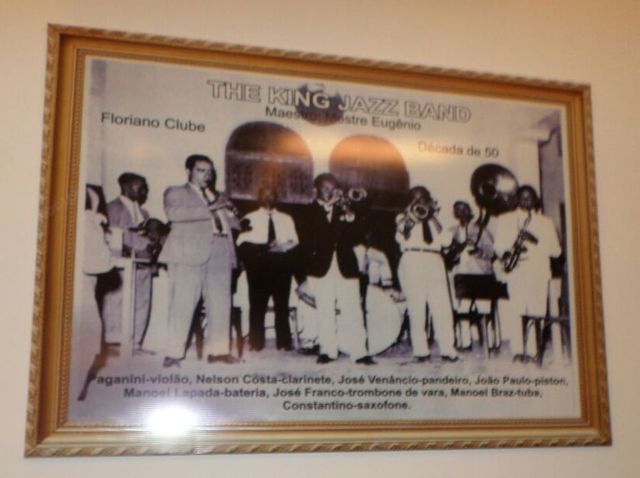 THE KING JAZZ BAND
Maestro: Mestre Eugênio
Floriano Clube
Década de 50
Paganini-violão, Nelson Costa-clarinete, José Venâncio-pandeiro, João Paulo-piston,
Manoel Lapada-bateria, José Franco-trombone de vara, Manoel Braz-tuba,
Constantino-saxofone.